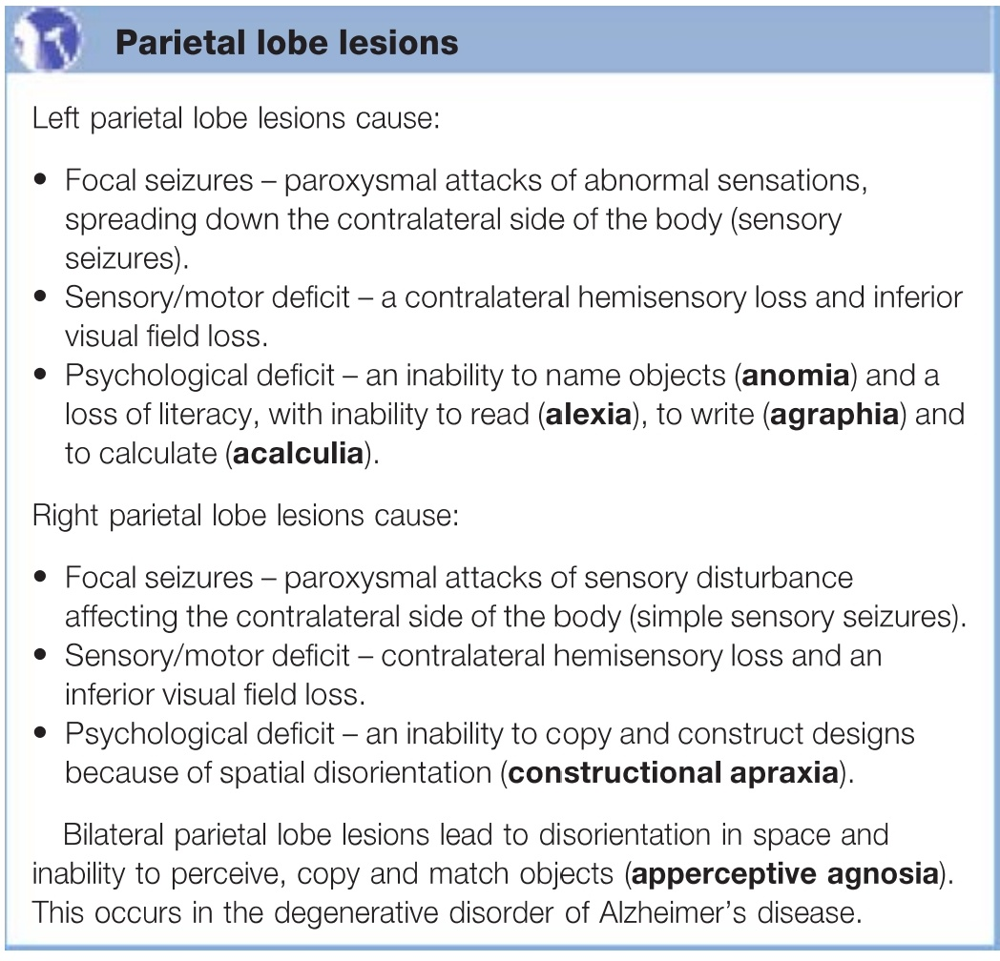 Parietal lobe lesions
Left parietal lobe lesions cause:
• Focal seizures – paroxysmal attacks of abnormal sensations,
spreading down the contralateral side of the body (sensory
seizures).
• Sensory/motor deficit – a contralateral hemisensory loss and inferior
visual field loss.
• Psychological deficit – an inability to name objects (anomia) and a
loss of literacy, with inability to read (alexia), to write (agraphia) and
to calculate (acalculia).
Right parietal lobe lesions cause:
• Focal seizures – paroxysmal attacks of sensory disturbance
affecting the contralateral side of the body (simple sensory seizures).
• Sensory/motor deficit – contralateral hemisensory loss and an
inferior visual field loss.
• Psychological deficit – an inability to copy and construct designs
because of spatial disorientation (constructional apraxia).
Bilateral parietal lobe lesions lead to disorientation in space and
inability to perceive, copy and match objects (apperceptive agnosia).
This occurs in the degenerative disorder of Alzheimer's disease.